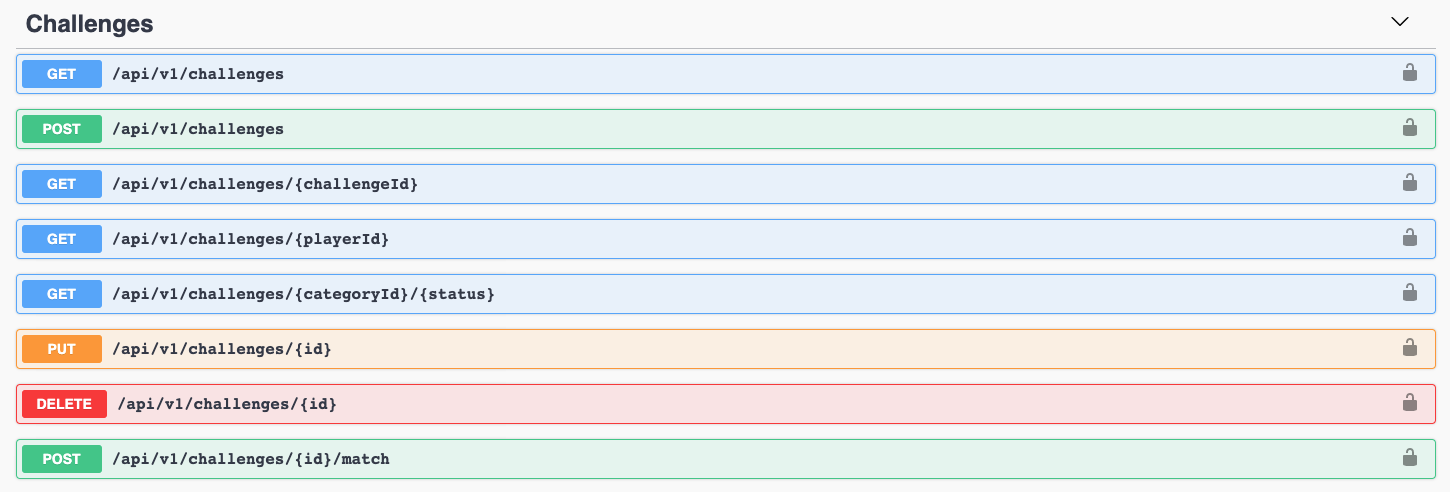 Challenges
GET /api/v1/challenges
POST /api/v1/challenges
GET /api/v1/challenges/{challengeId}
GET /api/v1/challenges/{playerId}
GET /api/v1/challenges/{categoryId}/{status}
PUT /api/v1/challenges/{id}
DELETE /api/v1/challenges/{id}
POST /api/v1/challenges/{id}/match